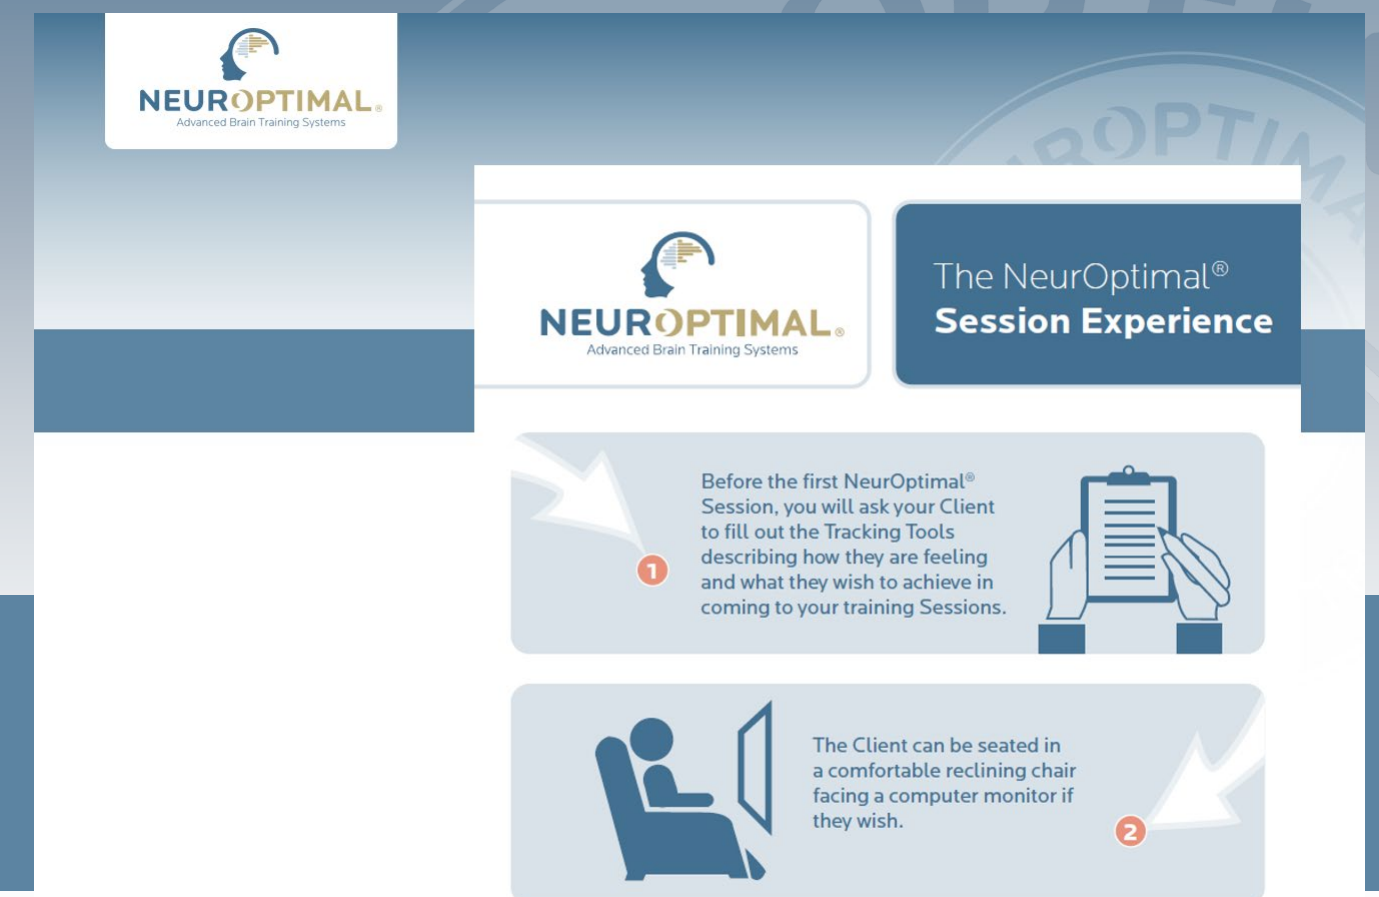 NEUROPTIMAL®
Advanced Brain Training Systems
ROPTIMA
NEUROPTIMAL®
Advanced Brain Training Systems
The NeurOptimal®
Session Experience
Before the first NeurOptimal®
Session, you will ask your Client
to fill out the Tracking Tools
describing how they are feeling
and what they wish to achieve in
coming to your training Sessions.
1
The Client can be seated in
a comfortable reclining chair
facing a computer monitor if
they wish.
2